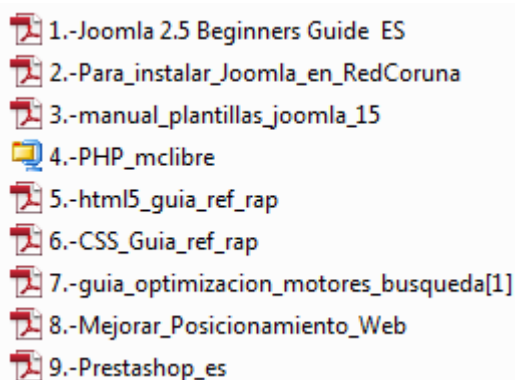 1.-Joomla 2.5 Beginners Guide ES
2.-Para_instalar_Joomla_en_RedCoruna
3.-manual_plantillas_joomla_15
4.-PHP_mclibre
5.-html5_guia_ref_rap
6.-CSS_Guia_ref_rap
7.-guia_optimizacion_motores_busqueda[1]
8.-Mejorar_Posicionamiento_Web
9.-Prestashop_es